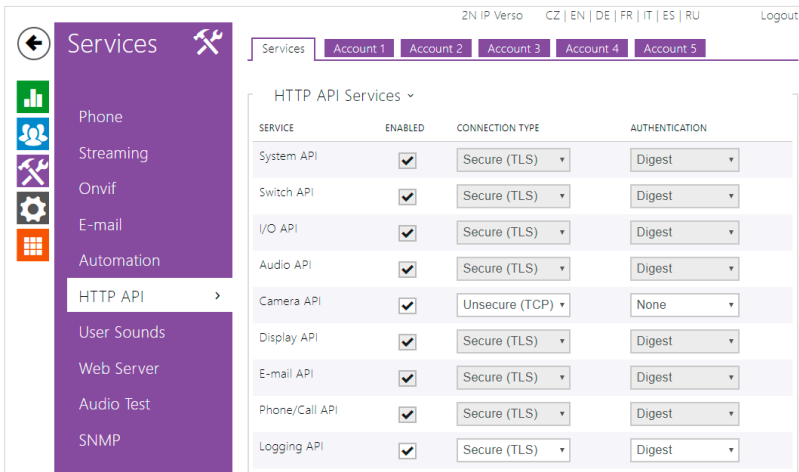 2N IP Verso CZ | EN | DE | FR | IT | ES | RU Logout
Services
Services Account 1 Account 2 Account 3 Account 4 Account 5
HTTP API Services
SERVICE ENABLED CONNECTION TYPE AUTHENTICATION
System API Secure (TLS) Digest
Switch API Secure (TLS) Digest
I/O API Secure (TLS) Digest
Audio API Secure (TLS) Digest
Camera API Unsecure (TCP) None
Display API Secure (TLS) Digest
E-mail API Secure (TLS) Digest
Phone/Call API Secure (TLS) Digest
Logging API Secure (TLS) Digest
Phone
Streaming
Onvif
E-mail
Automation
HTTP API
User Sounds
Web Server
Audio Test
SNMP